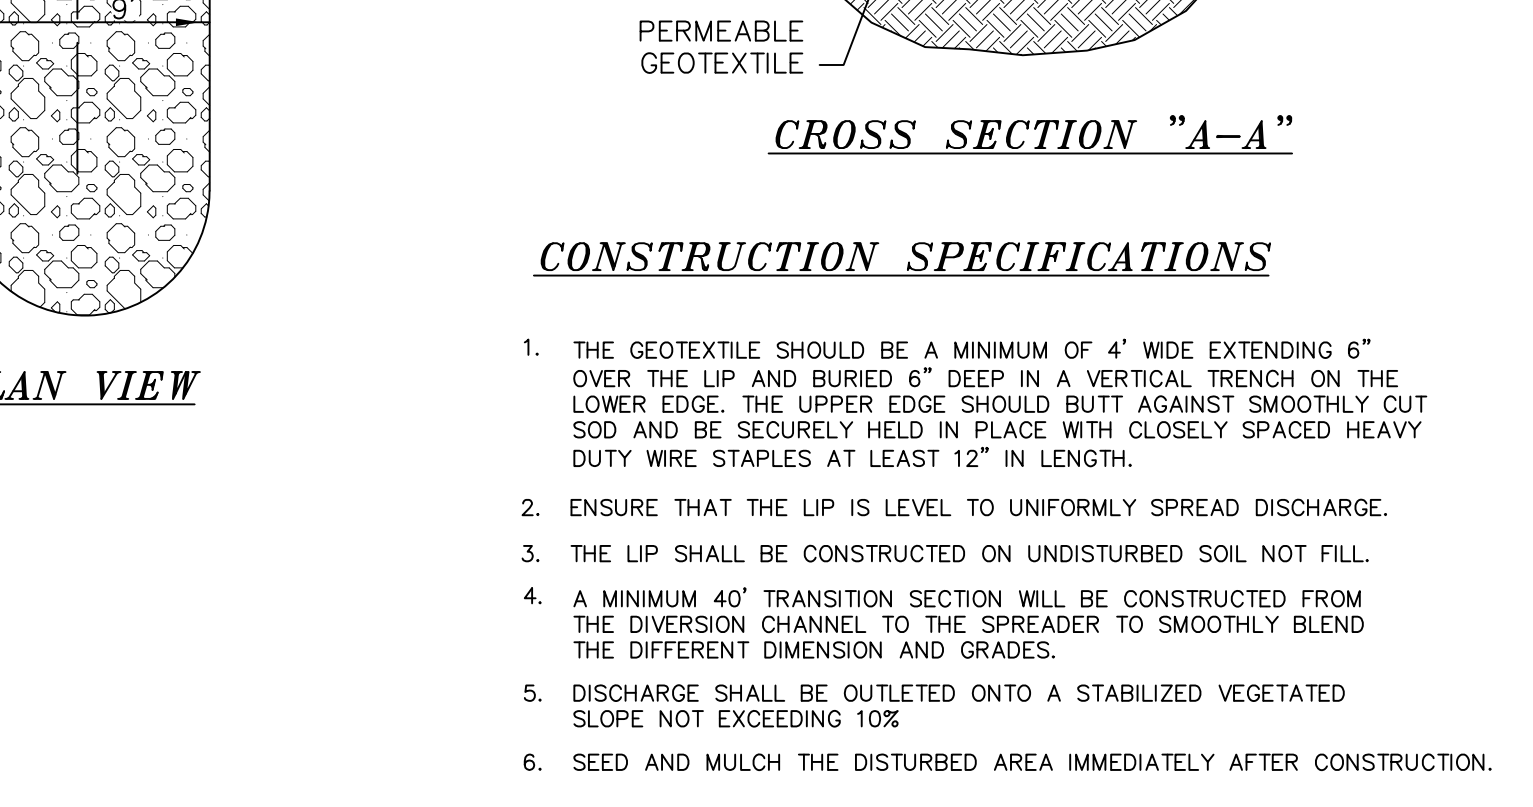 9'
PERMEABLE
GEOTEXTILE
CROSS SECTION "A-A"
CONSTRUCTION SPECIFICATIONS
1. THE GEOTEXTILE SHOULD BE A MINIMUM OF 4' WIDE EXTENDING 6"
OVER THE LIP AND BURIED 6" DEEP IN A VERTICAL TRENCH ON THE
LOWER EDGE. THE UPPER EDGE SHOULD BUTT AGAINST SMOOTHLY CUT
SOD AND BE SECURELY HELD IN PLACE WITH CLOSELY SPACED HEAVY
DUTY WIRE STAPLES AT LEAST 12" IN LENGTH.
LAN VIEW
2. ENSURE THAT THE LIP IS LEVEL TO UNIFORMLY SPREAD DISCHARGE.
3. THE LIP SHALL BE CONSTRUCTED ON UNDISTURBED SOIL NOT FILL.
4. A MINIMUM 40' TRANSITION SECTION WILL BE CONSTRUCTED FROM
THE DIVERSION CHANNEL TO THE SPREADER TO SMOOTHLY BLEND
THE DIFFERENT DIMENSION AND GRADES.
5. DISCHARGE SHALL BE OUTLETED ONTO A STABILIZED VEGETATED
SLOPE NOT EXCEEDING 10%
6. SEED AND MULCH THE DISTURBED AREA IMMEDIATELY AFTER CONSTRUCTION.